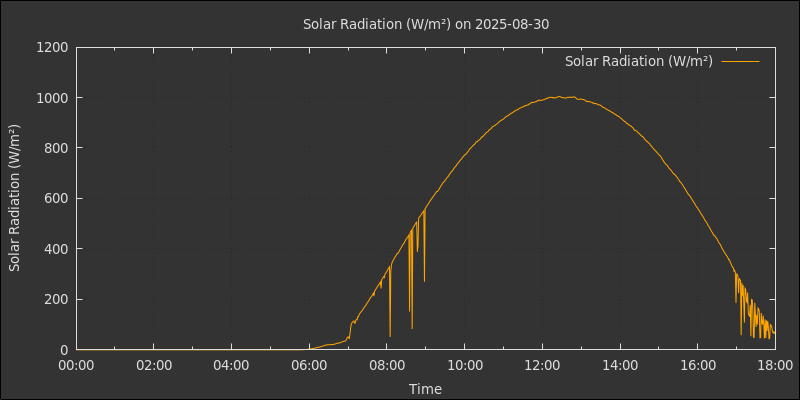 Solar Radiation (W/m²) on 2025-08-30
Solar Radiation (W/m²)
Solar Radiation (W/m²)
1200
1000
800
600
400
200
0
00:00 02:00 04:00 06:00 08:00 10:00 12:00 14:00 16:00 18:00
Time